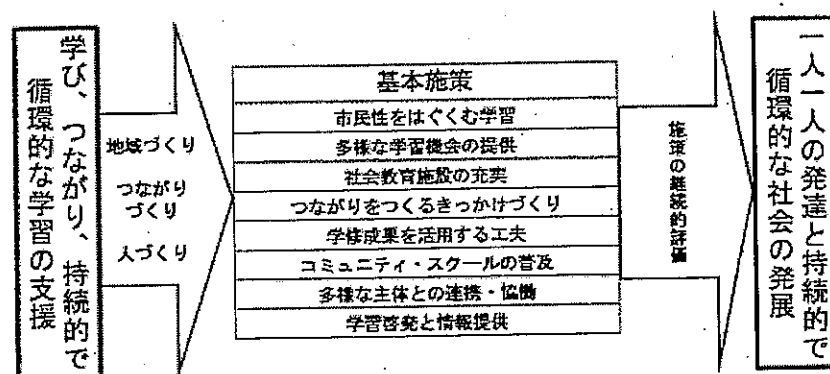 学び、つながり、持続的で
循環的な学習の支援
地域づくり
つながり
づくり
人づくり
基本施策
市民性をはぐくむ学習
多様な学習機会の提供
社会教育施設の充実
つながりをつくるきっかけづくり
学修成果を活用する工夫
コミュニティ・スクールの普及
多様な主体との連携・協働
学習啓発と情報提供
施策の継続的評価
一人一人の発達と持続的で
循環的な社会の発展